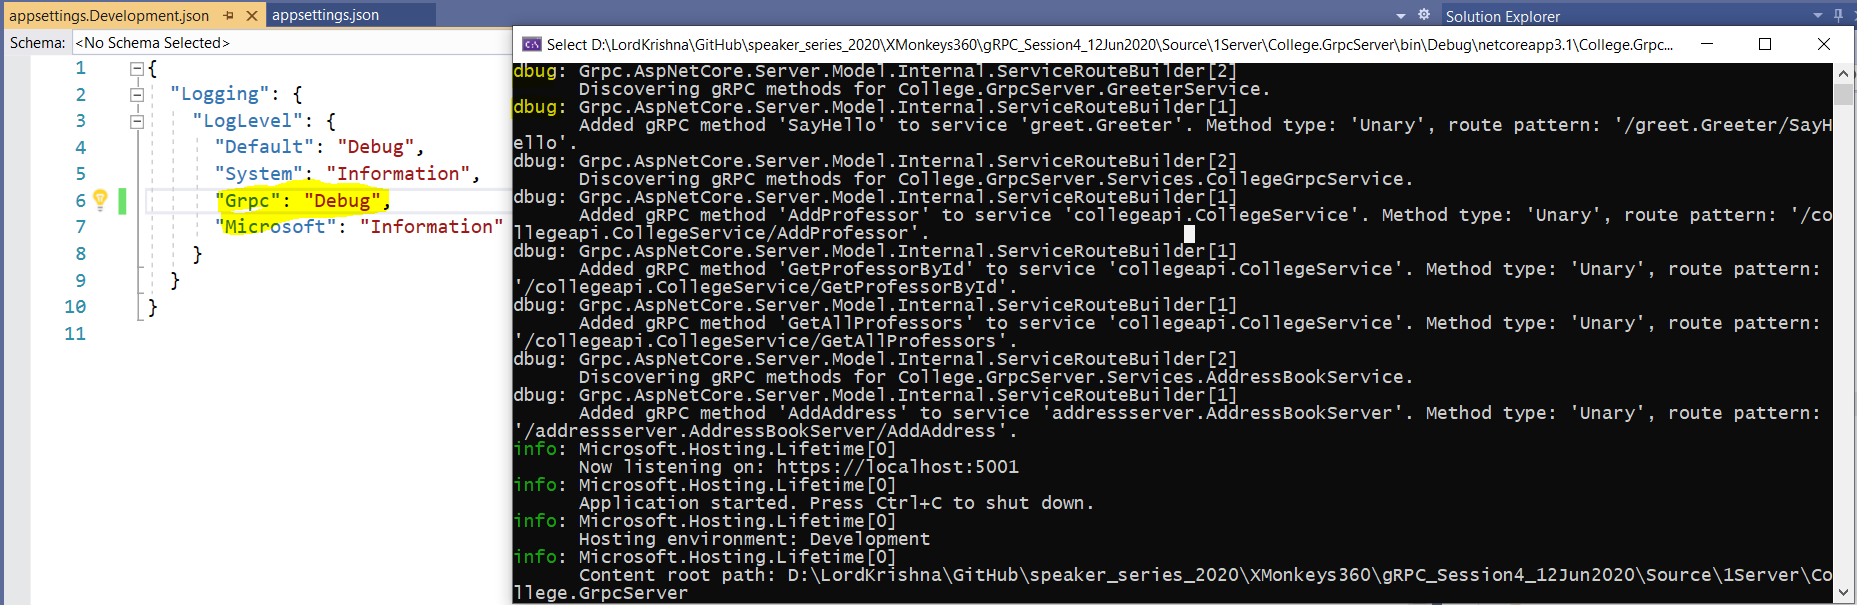 appsettings.Development.json
appsettings.json
Solution Explorer
Schema: <No Schema Selected>
1 {
2 "Logging": {
3 "LogLevel": {
4 "Default": "Debug",
5 "System": "Information",
6 "Grpc": "Debug",
7 "Microsoft": "Information"
8 }
9 }
10 }
11
C:\ Select D:\LordKrishna\GitHub\speaker_series_2020\XMonkeys360\gRPC_Session4_12Jun2020\Source\1Server\College.GrpcServer\bin\Debug\netcoreapp3.1\College.Grpc...
dbug: Grpc.AspNetCore.Server.Model.Internal.ServiceRouteBuilder[2]
Discovering gRPC methods for College.GrpcServer.GreeterService.
dbug: Grpc.AspNetCore.Server.Model.Internal.ServiceRouteBuilder[1]
Added gRPC method 'SayHello' to service 'greet.Greeter'. Method type: 'Unary', route pattern: '/greet.Greeter/SayH
ello'.
dbug: Grpc.AspNetCore.Server.Model.Internal.ServiceRouteBuilder[2]
Discovering gRPC methods for College.GrpcServer.Services.CollegeGrpcService.
dbug: Grpc.AspNetCore.Server.Model.Internal.ServiceRouteBuilder[1]
Added gRPC method 'AddProfessor' to service 'collegeapi.CollegeService'. Method type: 'Unary', route pattern: '/co
llegeapi.CollegeService/AddProfessor'.
dbug: Grpc.AspNetCore.Server.Model.Internal.ServiceRouteBuilder[1]
Added gRPC method 'GetProfessorById' to service 'collegeapi.CollegeService'. Method type: 'Unary', route pattern:
'/collegeapi.CollegeService/GetProfessorById'.
dbug: Grpc.AspNetCore.Server.Model.Internal.ServiceRouteBuilder[1]
Added gRPC method 'GetAllProfessors' to service 'collegeapi.CollegeService'. Method type: 'Unary', route pattern:
'/collegeapi.CollegeService/GetAllProfessors'.
dbug: Grpc.AspNetCore.Server.Model.Internal.ServiceRouteBuilder[2]
Discovering gRPC methods for College.GrpcServer.Services.AddressBookService.
dbug: Grpc.AspNetCore.Server.Model.Internal.ServiceRouteBuilder[1]
Added gRPC method 'AddAddress' to service 'addressserver.AddressBookServer'. Method type: 'Unary', route pattern:
'/addressserver.AddressBookServer/AddAddress'.
info: Microsoft.Hosting.Lifetime[0]
Now listening on: https://localhost:5001
info: Microsoft.Hosting.Lifetime[0]
Application started. Press Ctrl+C to shut down.
info: Microsoft.Hosting.Lifetime[0]
Hosting environment: Development
info: Microsoft.Hosting.Lifetime[0]
Content root path: D:\LordKrishna\GitHub\speaker_series_2020\XMonkeys360\gRPC_Session4_12Jun2020\Source\1Server\Co
llege.GrpcServer